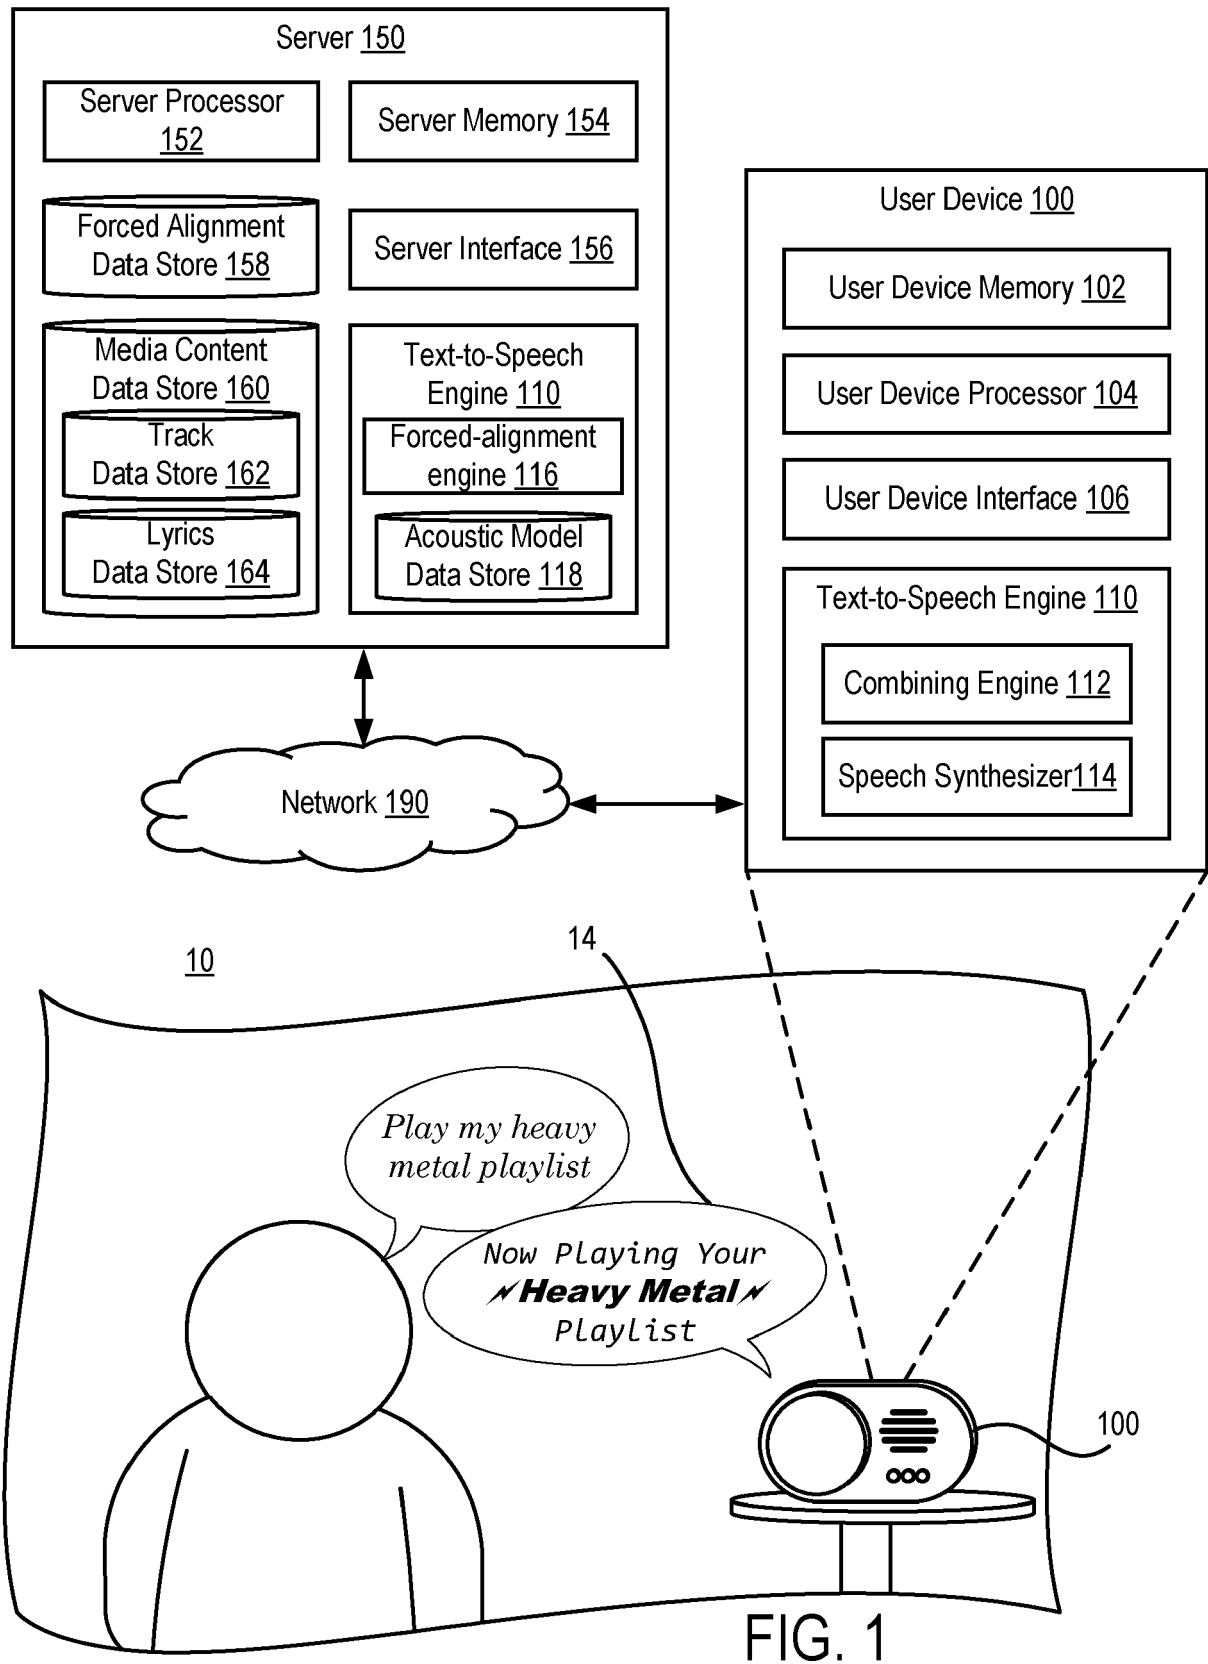 Server 150
Server Processor
152
Server Memory 154
Forced Alignment
Data Store 158
Server Interface 156
Media Content
Data Store 160
Track
Data Store 162
Lyrics
Data Store 164
Text-to-Speech
Engine 110
Forced-alignment
engine 116
Acoustic Model
Data Store 118
User Device 100
User Device Memory 102
User Device Processor 104
User Device Interface 106
Text-to-Speech Engine 110
Combining Engine 112
Speech Synthesizer114
Network 190
10
14
Play my heavy
metal playlist
Now Playing Your
Heavy Metal
Playlist
100
FIG. 1